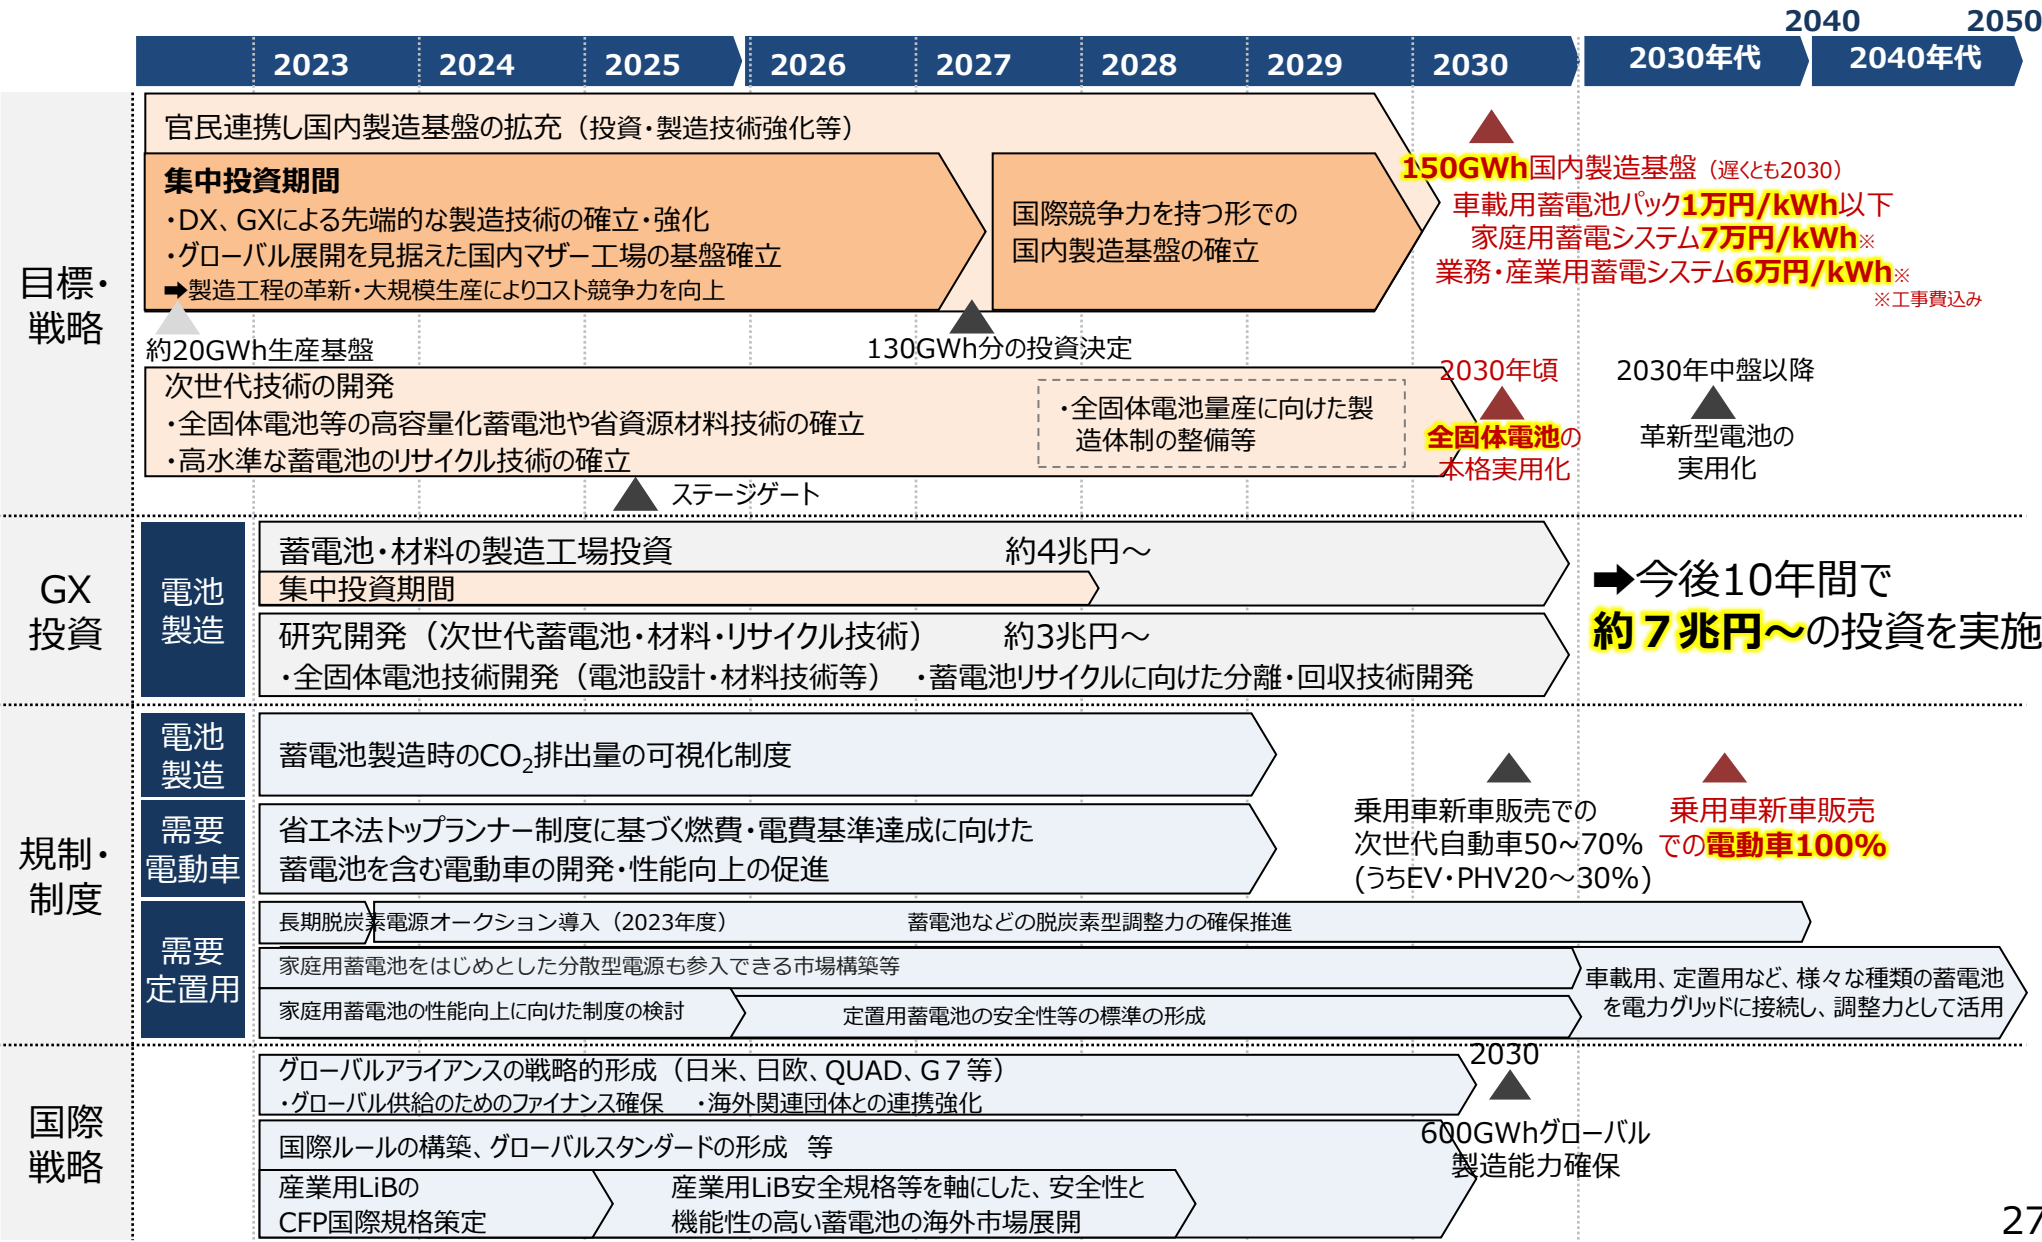 2040 2050
2023 2024 2025 2026 2027 2028 2029 2030 2030年代 2040年代
目標・
戦略
官民連携し国内製造基盤の拡充（投資・製造技術強化等）
集中投資期間
・DX、GXによる先端的な製造技術の確立・強化
・グローバル展開を見据えた国内マザー工場の基盤確立
➡製造工程の革新・大規模生産によりコスト競争力を向上
国際競争力を持つ形での
国内製造基盤の確立
150GWh国内製造基盤（遅くとも2030）
車載用蓄電池パック1万円/kWh以下
家庭用蓄電システム7万円/kWh※
業務・産業用蓄電システム6万円/kWh※
※工事費込み
約20GWh生産基盤
130GWh分の投資決定
次世代技術の開発
・全固体電池等の高容量化蓄電池や省資源材料技術の確立
・高水準な蓄電池のリサイクル技術の確立
・全固体電池量産に向けた製
造体制の整備等
2030年頃
全固体電池の
本格実用化
2030年中盤以降
革新型電池の
実用化
ステージゲート
GX
投資
電池
製造
蓄電池・材料の製造工場投資 約4兆円～
集中投資期間
研究開発（次世代蓄電池・材料・リサイクル技術） 約3兆円～
・全固体電池技術開発（電池設計・材料技術等） ・蓄電池リサイクルに向けた分離・回収技術開発
➡今後10年間で
約７兆円～の投資を実施
規制・
制度
電池
製造
蓄電池製造時のCO2排出量の可視化制度
需要
電動車
省エネ法トップランナー制度に基づく燃費・電費基準達成に向けた
蓄電池を含む電動車の開発・性能向上の促進
乗用車新車販売での
次世代自動車50~70%
(うちEV・PHV20～30%)
乗用車新車販売
での電動車100%
需要
定置用
長期脱炭素電源オークション導入（2023年度） 蓄電池などの脱炭素型調整力の確保推進
家庭用蓄電池をはじめとした分散型電源も参入できる市場構築等
家庭用蓄電池の性能向上に向けた制度の検討
定置用蓄電池の安全性等の標準の形成
車載用、定置用など、様々な種類の蓄電池
を電力グリッドに接続し、調整力として活用
国際
戦略
グローバルアライアンスの戦略的形成（日米、日欧、QUAD、G７等）
・グローバル供給のためのファイナンス確保 ・海外関連団体との連携強化
2030
600GWhグローバル
製造能力確保
国際ルールの構築、グローバルスタンダードの形成 等
産業用LiBの
CFP国際規格策定
産業用LiB安全規格等を軸にした、安全性と
機能性の高い蓄電池の海外市場展開
27